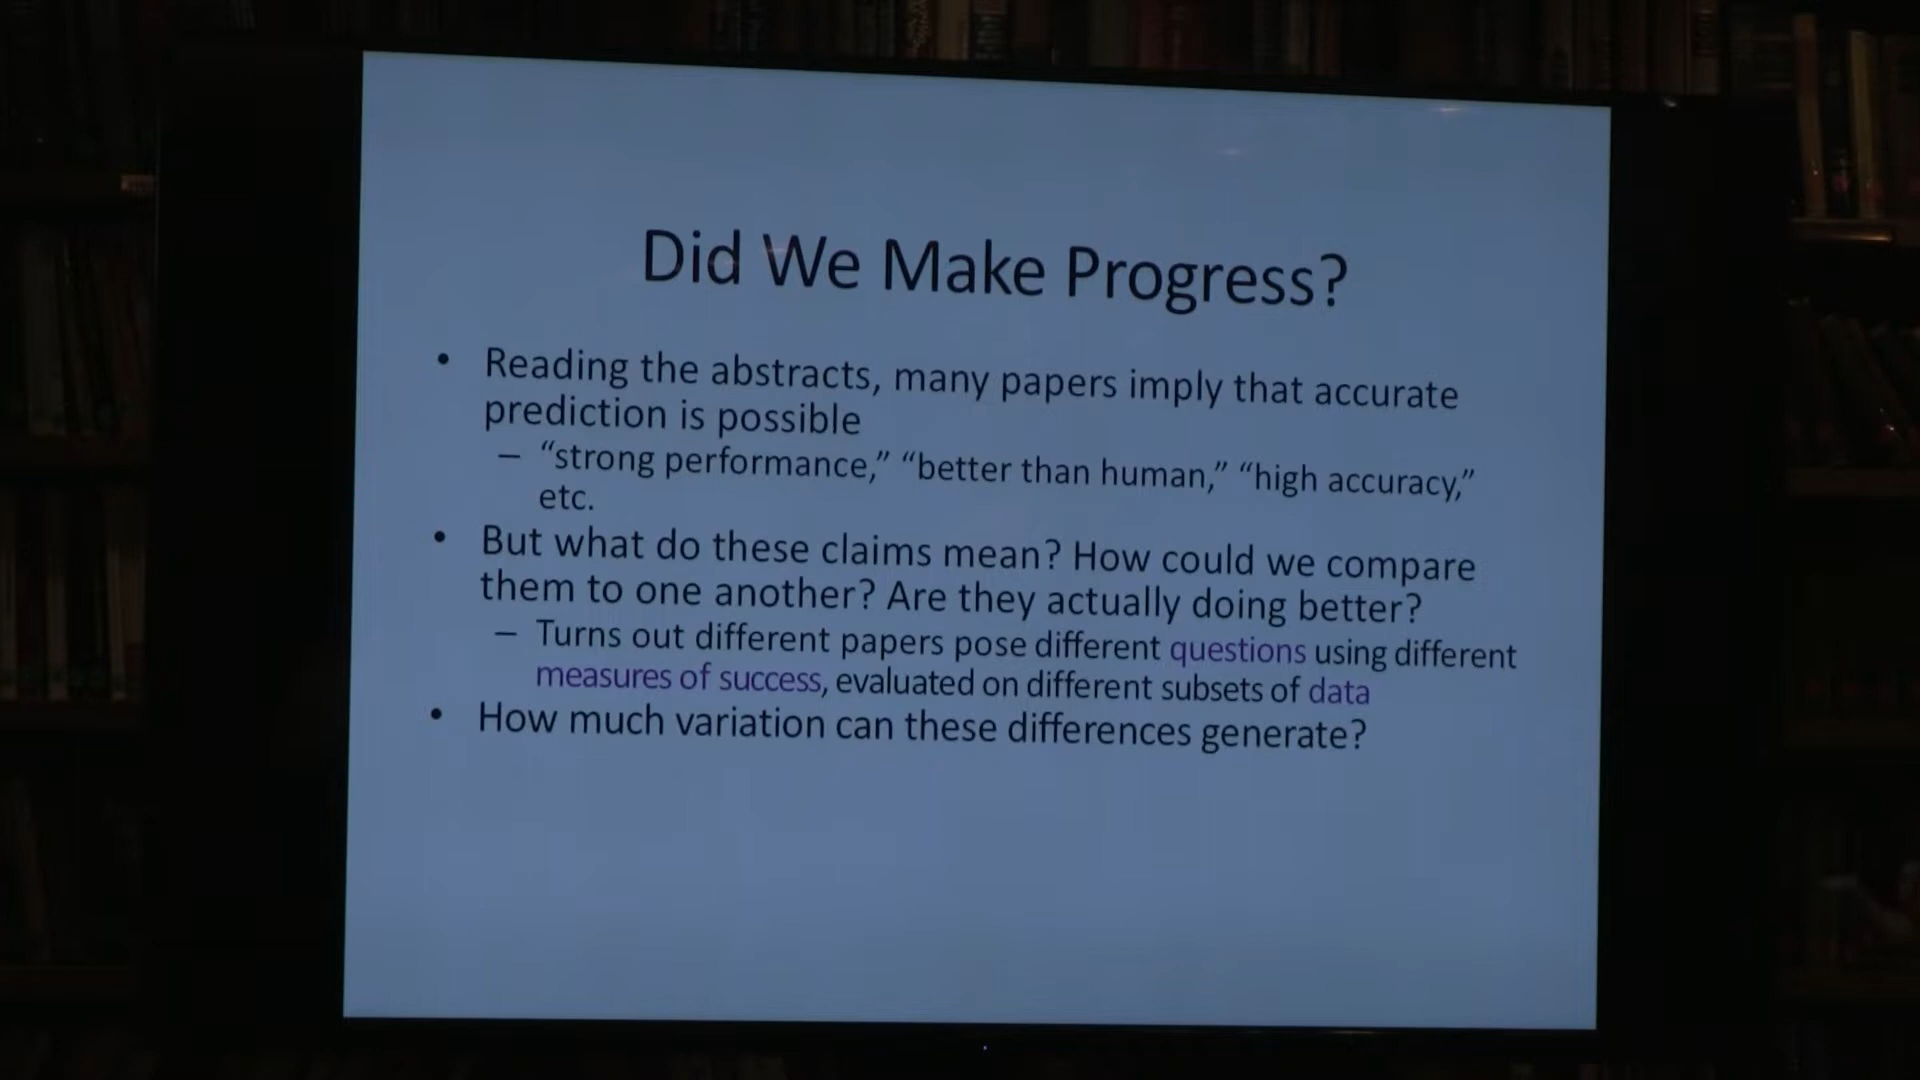 Did We Make Progress?
• Reading the abstracts, many papers imply that accurate
prediction is possible
– “strong performance,” “better than human,” “high accuracy,”
etc.
• But what do these claims mean? How could we compare
them to one another? Are they actually doing better?
– Turns out different papers pose different questions using different
measures of success, evaluated on different subsets of data
• How much variation can these differences generate?